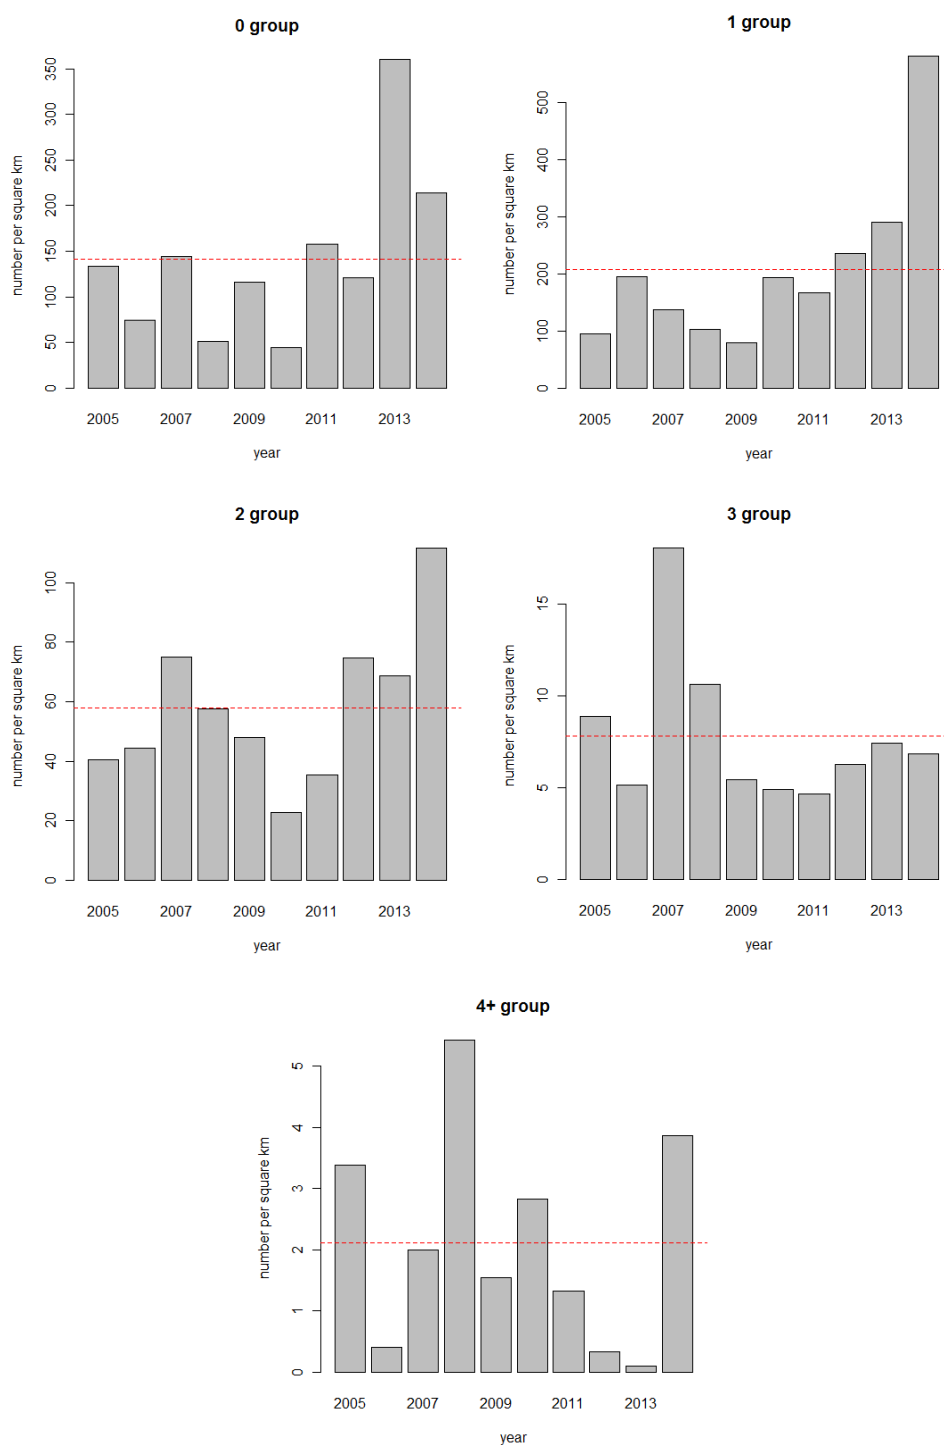 0 group
number per square km
350
300
250
200
150
100
50
0
2005 2007 2009 2011 2013
year
1 group
number per square km
500
400
300
200
100
0
2005 2007 2009 2011 2013
year
2 group
number per square km
100
80
60
40
20
0
2005 2007 2009 2011 2013
year
3 group
number per square km
15
10
5
0
2005 2007 2009 2011 2013
year
4+ group
number per square km
5
4
3
2
1
0
2005 2007 2009 2011 2013
year